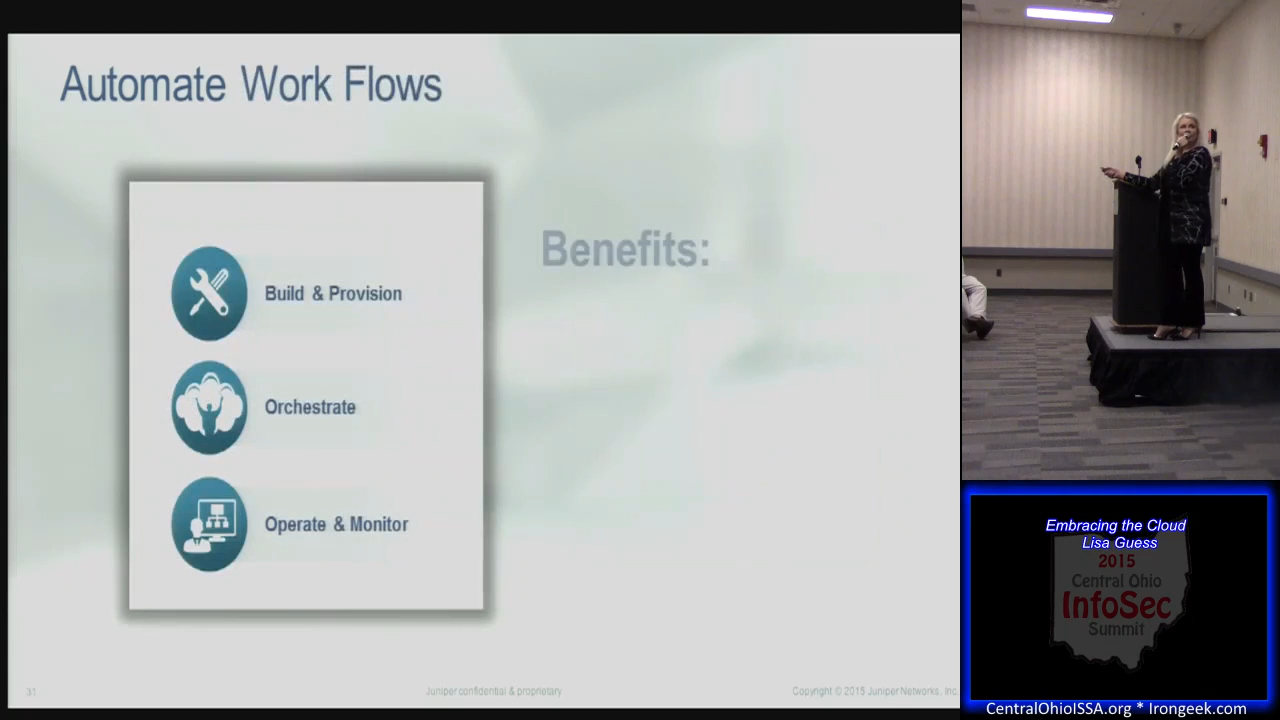 Automate Work Flows
Build & Provision
Orchestrate
Operate & Monitor
Benefits:
31
Juniper confidential & proprietary
Copyright © 2015 Juniper Networks, Inc.
Embracing the Cloud
Lisa Guess
2015
Central Ohio
InfoSec
Summit
CentralOhioISSA.org * Irongeek.com